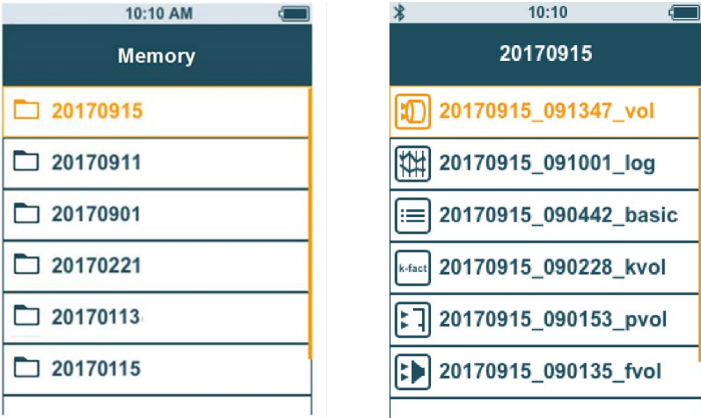 10:10 AM
Memory
20170915
20170911
20170901
20170221
20170113
20170115
10:10
20170915
20170915_091347_vol
20170915_091001_log
20170915_090442_basic
k-fact 20170915_090228_kvol
20170915_090153_pvol
20170915_090135_fvol